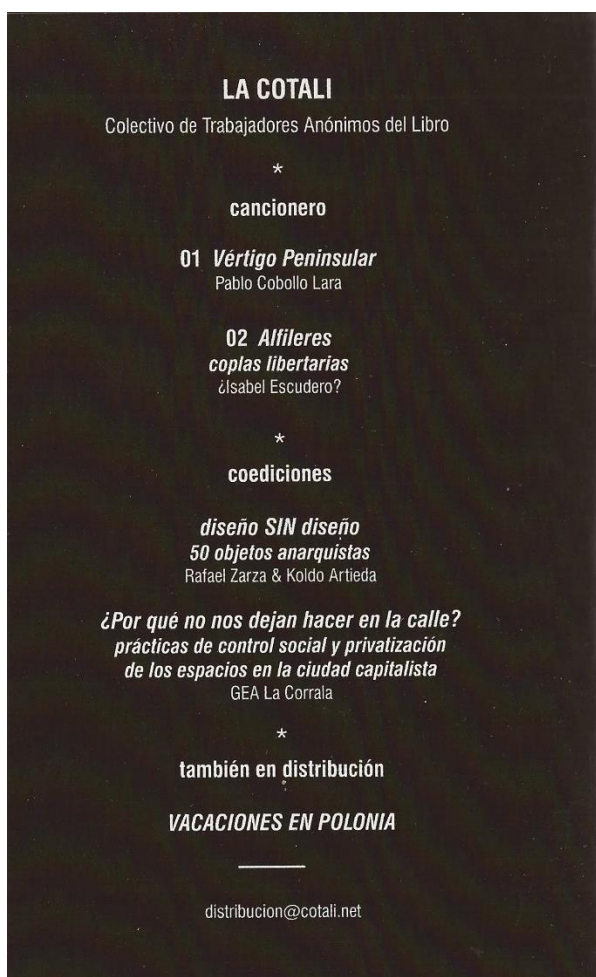 LA COTALI
Colectivo de Trabajadores Anónimos del Libro
*
cancionero
01 Vértigo Peninsular
Pablo Cobollo Lara
02 Alfileres
coplas libertarias
¿Isabel Escudero?
*
coediciones
diseño SIN diseño
50 objetos anarquistas
Rafael Zarza & Koldo Artieda
¿Por qué no nos dejan hacer en la calle?
prácticas de control social y privatización
de los espacios en la ciudad capitalista
GEA La Corrala
*
también en distribución
VACACIONES EN POLONIA
distribucion@cotali.net